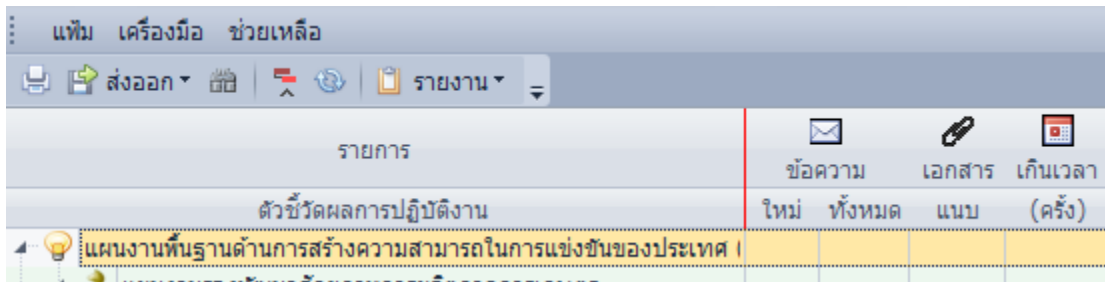 แฟ้ม เครื่องมือ ช่วยเหลือ
ส่งออก รายงาน
รายการ
ข้อความ เอกสาร เกินเวลา
ตัวชี้วัดผลการปฏิบัติงาน ใหม่ ทั้งหมด แนบ (ครั้ง)
แผนงานพื้นฐานด้านการสร้างความสามารถในการแข่งขันของประเทศ (